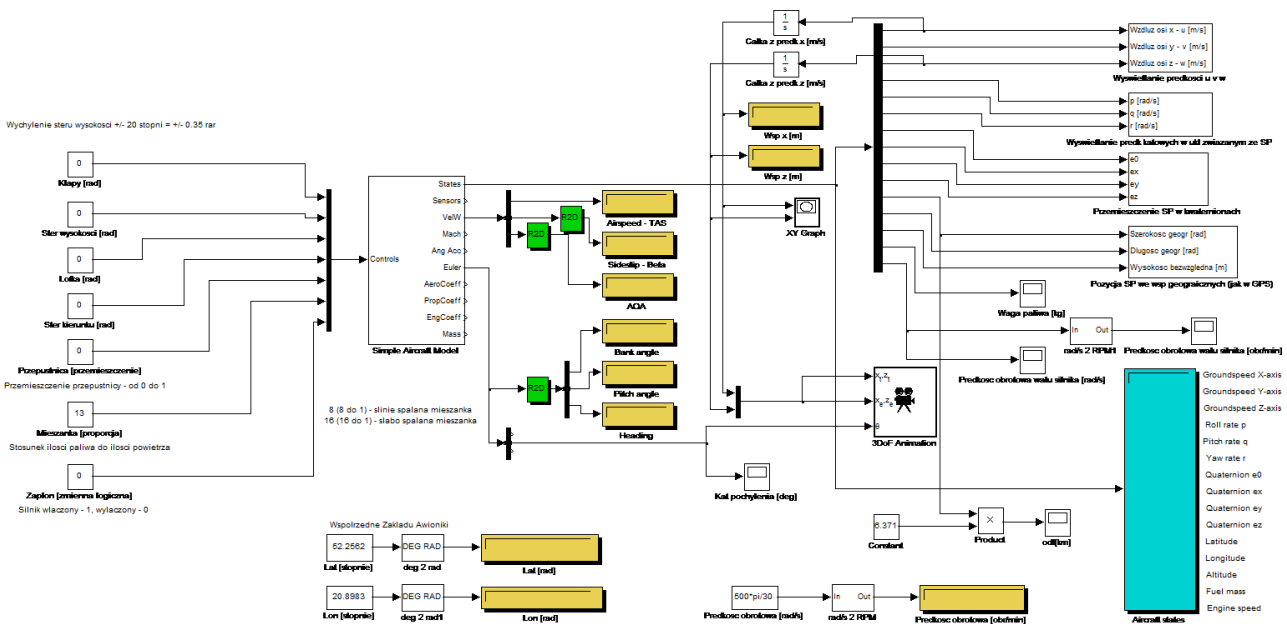 Wychylenie steru wysokosci +/- 20 stopni = +/- 0.35 rar
0
Klapy [rad]
0
Ster wysokosci [rad]
0
Lotka [rad]
0
Ster kierunku [rad]
0
Przepustnica [przemieszczenie]
Przemieszczenie przepustnicy - od 0 do 1
13
Mieszanka [proporcja]
Stosunek ilosci paliwa do ilosci powietrza
0
Zaplon [zmienna logiczna]
Silnik wlaczony - 1, wylaczony - 0
Controls
States
Sensors
VelW
Mach
Ang Acc
Euler
AeroCoeff
PropCoeff
EngCoeff
Mass
Simple Aircraft Model
8 (8 do 1) - slinie spalana mieszanka
16 (16 do 1) - slabo spalana mieszanka
R2D
R2D
Airspeed - TAS
Sideslip - Beta
AOA
R2D
Bank angle
Pitch angle
Heading
Wspolrzedne Zakladu Awioniki
52.2562
Lat [stopnie]
DEG RAD
deg 2 rad
Lat [rad]
20.8983
Lon [stopnie]
DEG RAD
deg 2 rad1
Lon [rad]
1
s
Calka z predk x [m/s]
1
s
Calka z predk z [m/s]
Wsp x [m]
Wsp z [m]
XY Graph
Wzdluz osi x - u [m/s]
Wzdluz osi y - v [m/s]
Wzdluz osi z - w [m/s]
Wyswietlanie predkosci u v w
p [rad/s]
q [rad/s]
r [rad/s]
Wyswietlanie predk katowych w ukl zwiazanym ze SP
e0
ex
ey
ez
Przemieszczenie SP w kwaternionach
Szerokosc geogr [rad]
Dlugosc geogr [rad]
Wysokosc bezwzgledna [m]
Pozycja SP we wsp geograicznych (jak w GPS)
Waga paliwa [kg]
In
Out
rad/s 2 RPM1
Predkosc obrotowa walu silnika [obr/min]
Predkosc obrotowa walu silnika [rad/s]
xt,zt
xe,ze
θ
3DoF Animation
Kat pochylenia [deg]
6.371
Constant
×
Product
odl[km]
500*pi/30
Predkosc obrotowa [rad/s]
In
Out
rad/s 2 RPM
Predkosc obrotowa [obr/min]
Groundspeed X-axis
Groundspeed Y-axis
Groundspeed Z-axis
Roll rate p
Pitch rate q
Yaw rate r
Quaternion e0
Quaternion ex
Quaternion ey
Quaternion ez
Latitude
Longitude
Altitude
Fuel mass
Engine speed
Aircraft states